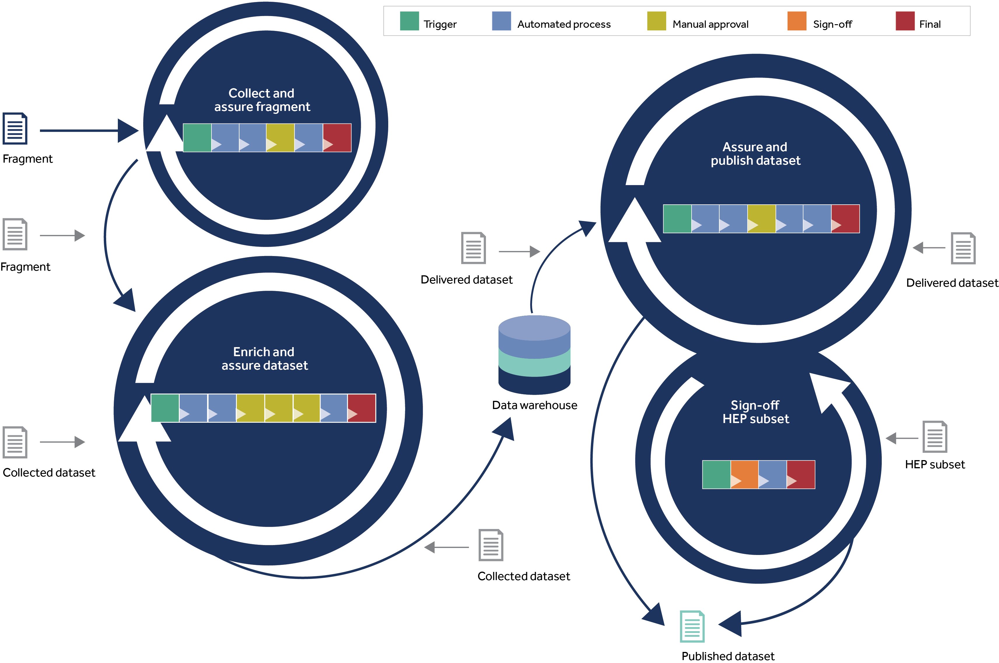 Trigger
Automated process
Manual approval
Sign-off
Final
Collect and
assure fragment
Fragment
Fragment
Enrich and
assure dataset
Collected dataset
Collected dataset
Data warehouse
Delivered dataset
Assure and
publish dataset
Delivered dataset
Sign-off
HEP subset
HEP subset
Published dataset